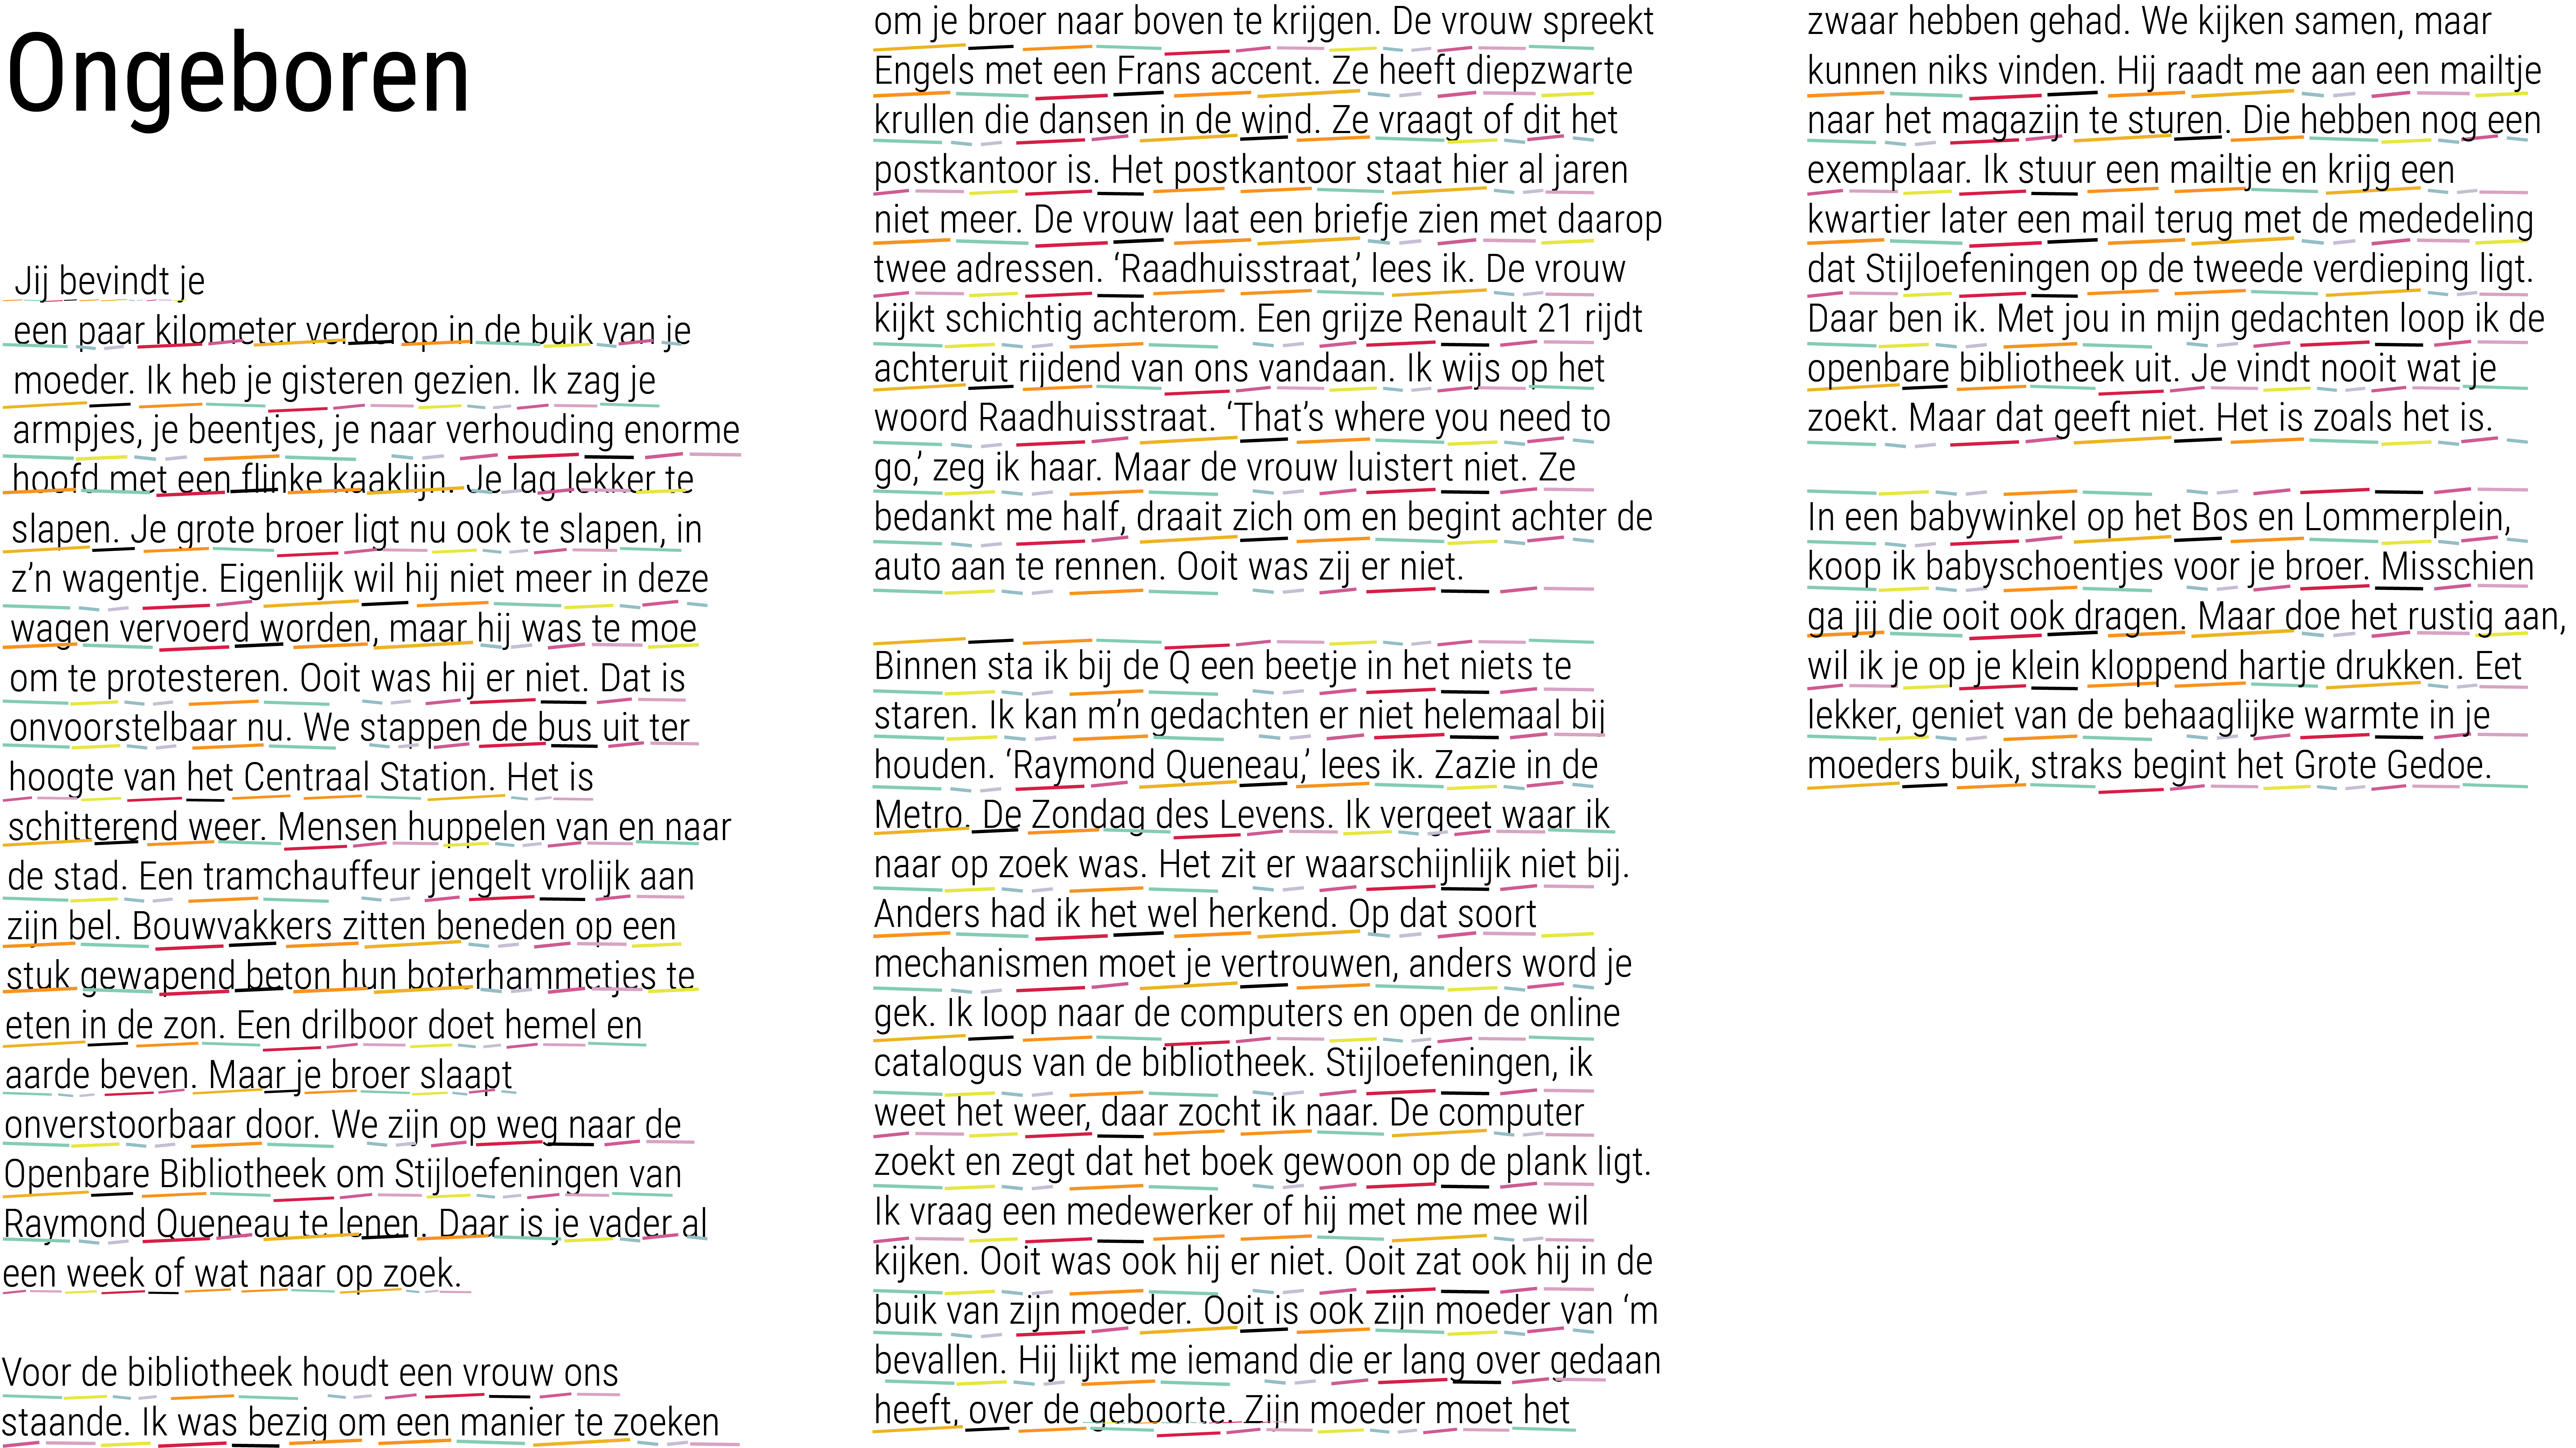 Ongeboren
Jij bevindt je
een paar kilometer verderop in de buik van je
moeder. Ik heb je gisteren gezien. Ik zag je
armpjes, je beentjes, je naar verhouding enorme
hoofd met een flinke kaaklijn. Je lag lekker te
slapen. Je grote broer ligt nu ook te slapen, in
z’n wagentje. Eigenlijk wil hij niet meer in deze
wagen vervoerd worden, maar hij was te moe
om te protesteren. Ooit was hij er niet. Dat is
onvoorstelbaar nu. We stappen de bus uit ter
hoogte van het Centraal Station. Het is
schitterend weer. Mensen huppelen van en naar
de stad. Een tramchauffeur jengelt vrolijk aan
zijn bel. Bouwvakkers zitten beneden op een
stuk gewapend beton hun boterhammetjes te
eten in de zon. Een drilboor doet hemel en
aarde beven. Maar je broer slaapt
onverstoorbaar door. We zijn op weg naar de
Openbare Bibliotheek om Stijloefeningen van
Raymond Queneau te lenen. Daar is je vader al
een week of wat naar op zoek.
Voor de bibliotheek houdt een vrouw ons
staande. Ik was bezig om een manier te zoeken
om je broer naar boven te krijgen. De vrouw spreekt
Engels met een Frans accent. Ze heeft diepzwarte
krullen die dansen in de wind. Ze vraagt of dit het
postkantoor is. Het postkantoor staat hier al jaren
niet meer. De vrouw laat een briefje zien met daarop
twee adressen. ‘Raadhuisstraat,’ lees ik. De vrouw
kijkt schichtig achterom. Een grijze Renault 21 rijdt
achteruit rijdend van ons vandaan. Ik wijs op het
woord Raadhuisstraat. ‘That’s where you need to
go,’ zeg ik haar. Maar de vrouw luistert niet. Ze
bedankt me half, draait zich om en begint achter de
auto aan te rennen. Ooit was zij er niet.
Binnen sta ik bij de Q een beetje in het niets te
staren. Ik kan m’n gedachten er niet helemaal bij
houden. ‘Raymond Queneau,’ lees ik. Zazie in de
Metro. De Zondag des Levens. Ik vergeet waar ik
naar op zoek was. Het zit er waarschijnlijk niet bij.
Anders had ik het wel herkend. Op dat soort
mechanismen moet je vertrouwen, anders word je
gek. Ik loop naar de computers en open de online
catalogus van de bibliotheek. Stijloefeningen, ik
weet het weer, daar zocht ik naar. De computer
zoekt en zegt dat het boek gewoon op de plank ligt.
Ik vraag een medewerker of hij met me mee wil
kijken. Ooit was ook hij er niet. Ooit zat ook hij in de
buik van zijn moeder. Ooit is ook zijn moeder van ‘m
bevallen. Hij lijkt me iemand die er lang over gedaan
heeft, over de geboorte. Zijn moeder moet het
zwaar hebben gehad. We kijken samen, maar
kunnen niks vinden. Hij raadt me aan een mailtje
naar het magazijn te sturen. Die hebben nog een
exemplaar. Ik stuur een mailtje en krijg een
kwartier later een mail terug met de mededeling
dat Stijloefeningen op de tweede verdieping ligt.
Daar ben ik. Met jou in mijn gedachten loop ik de
openbare bibliotheek uit. Je vindt nooit wat je
zoekt. Maar dat geeft niet. Het is zoals het is.
In een babywinkel op het Bos en Lommerplein,
koop ik babyschoentjes voor je broer. Misschien
ga jij die ooit ook dragen. Maar doe het rustig aan,
wil ik je op je klein kloppend hartje drukken. Eet
lekker, geniet van de behaaglijke warmte in je
moeders buik, straks begint het Grote Gedoe.